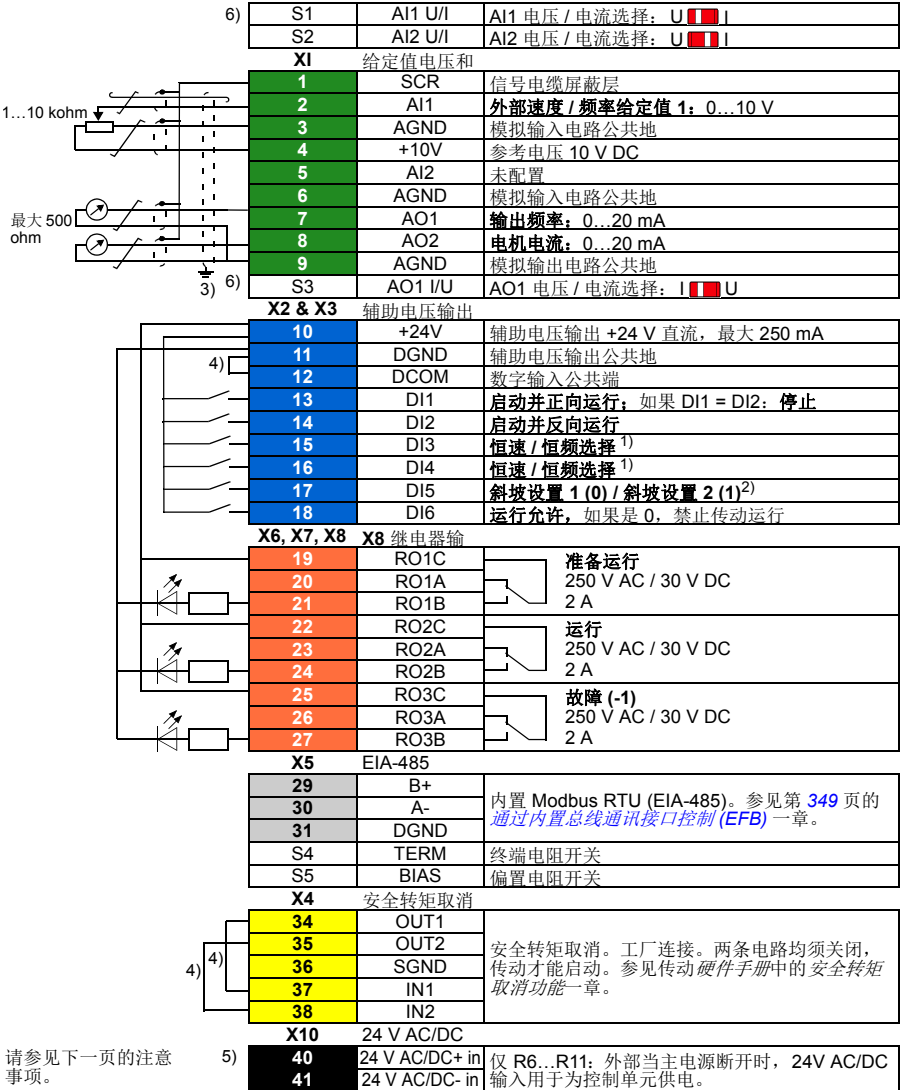 6) S1 AI1 U/I AI1 电压 / 电流选择： U I
S2 AI2 U/I AI2 电压 / 电流选择： U I
XI 给定值电压和
1 SCR 信号电缆屏蔽层
1…10 kohm 2 AI1 外部速度 / 频率给定值 1：0…10 V
3 AGND 模拟输入电路公共地
4 +10V 参考电压 10 V DC
5 AI2 未配置
6 AGND 模拟输入电路公共地
最大 500 ohm 7 AO1 输出频率：0…20 mA
8 AO2 电机电流：0…20 mA
9 AGND 模拟输出电路公共地
3) 6) S3 AO1 I/U AO1 电压 / 电流选择： I U
X2 & X3 辅助电压输出
10 +24V 辅助电压输出 +24 V 直流，最大 250 mA
4) 11 DGND 辅助电压输出公共地
12 DCOM 数字输入公共端
13 DI1 启动并正向运行；如果 DI1 = DI2：停止
14 DI2 启动并反向运行
15 DI3 恒速 / 恒频选择 1)
16 DI4 恒速 / 恒频选择 1)
17 DI5 斜坡设置 1 (0) / 斜坡设置 2 (1)2)
18 DI6 运行允许，如果是 0，禁止传动运行
X6, X7, X8 X8 继电器输
19 RO1C 准备运行
20 RO1A 250 V AC / 30 V DC
21 RO1B 2 A
22 RO2C 运行
23 RO2A 250 V AC / 30 V DC
24 RO2B 2 A
25 RO3C 故障 (-1)
26 RO3A 250 V AC / 30 V DC
27 RO3B 2 A
X5 EIA-485
29 B+
30 A-
31 DGND
内置 Modbus RTU (EIA-485)。参见第 349 页的
通过内置总线通讯接口控制 (EFB) 一章。
S4 TERM 终端电阻开关
S5 BIAS 偏置电阻开关
X4 安全转矩取消
34 OUT1
35 OUT2
4) 4) 36 SGND
37 IN1
38 IN2
安全转矩取消。工厂连接。两条电路均须关闭，
传动才能启动。参见传动硬件手册中的安全转矩
取消功能一章。
X10 24 V AC/DC
5) 40 24 V AC/DC+ in
41 24 V AC/DC- in
仅 R6…R11：外部当主电源断开时，24V AC/DC
输入用于为控制单元供电。
请参见下一页的注意
事项。